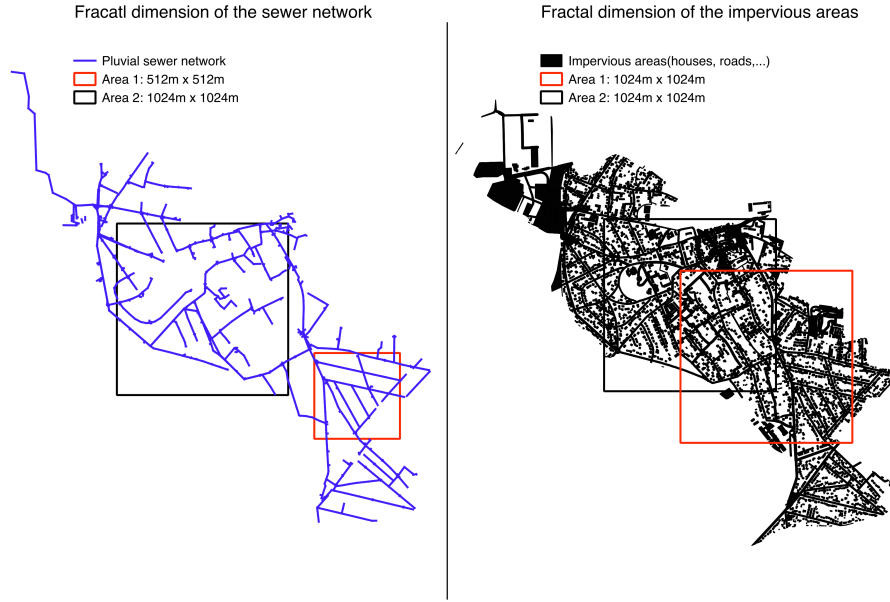 Fracatl dimension of the sewer network
Pluvial sewer network
Area 1: 512m x 512m
Area 2: 1024m x 1024m
Fractal dimension of the impervious areas
Impervious areas(houses, roads,...)
Area 1: 1024m x 1024m
Area 2: 1024m x 1024m